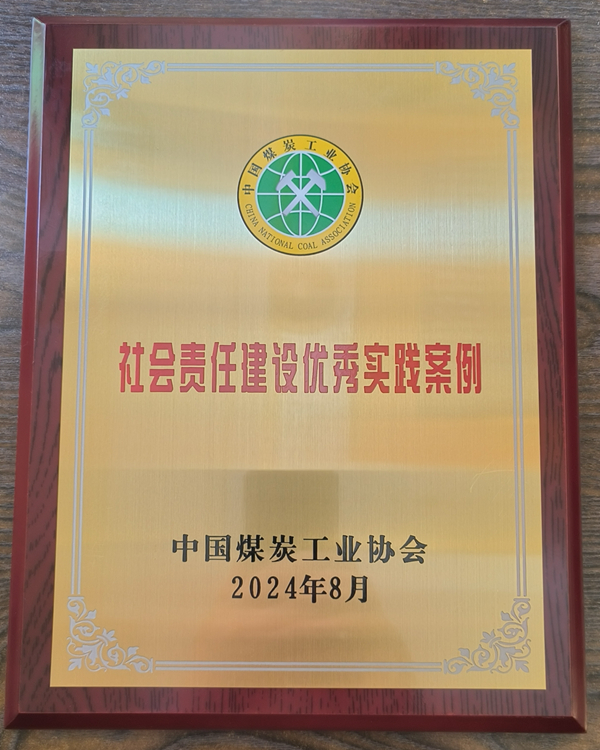 中国煤炭工业协会
CHINA NATIONAL COAL ASSOCIATION
社会责任建设优秀实践案例
中国煤炭工业协会
2024年8月